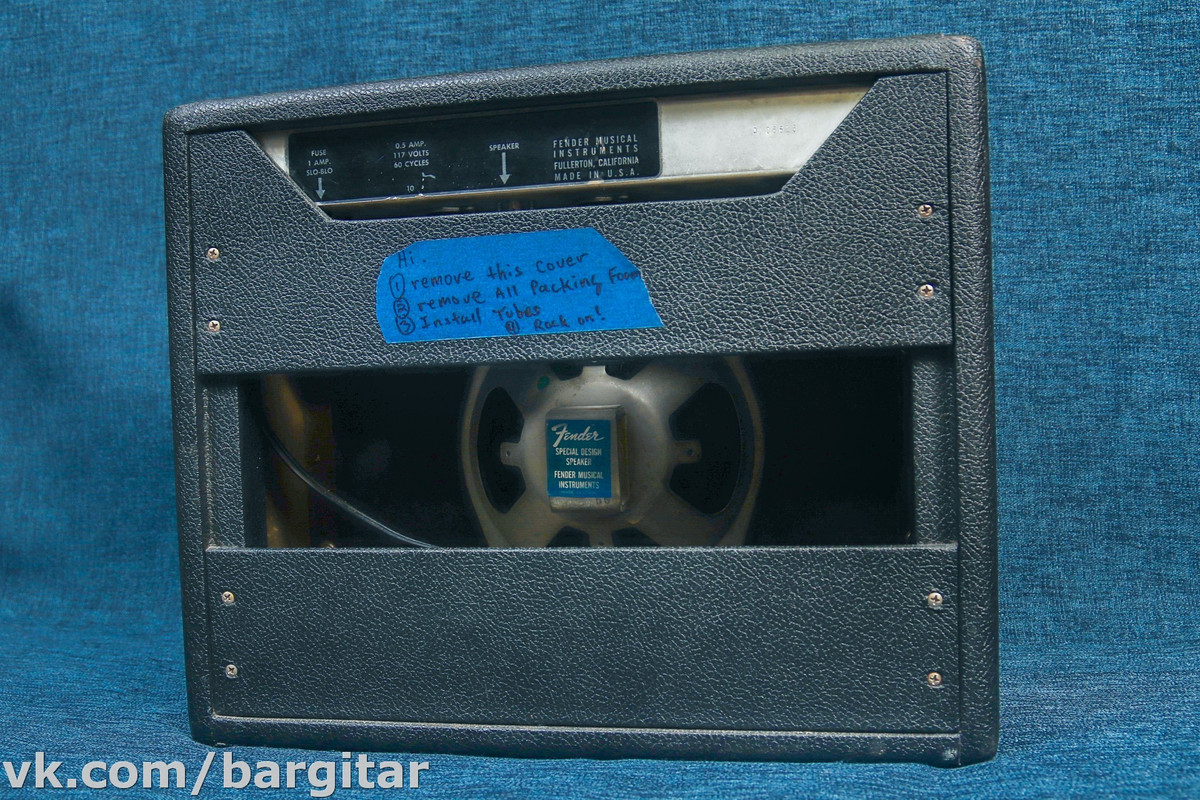 FUSE
1 AMP.
SLO-BLO
0.5 AMP.
117 VOLTS
60 CYCLES
10
SPEAKER
FENDER MUSICAL
INSTRUMENTS
FULLERTON, CALIFORNIA
MADE IN U.S.A.
Hi.
1 remove this cover
2 remove All Packing Foom
3 Install Tubes
4 Rock on!
Fender
SPECIAL DESIGN
SPEAKER
FENDER MUSICAL
INSTRUMENTS
vk.com/bargitar